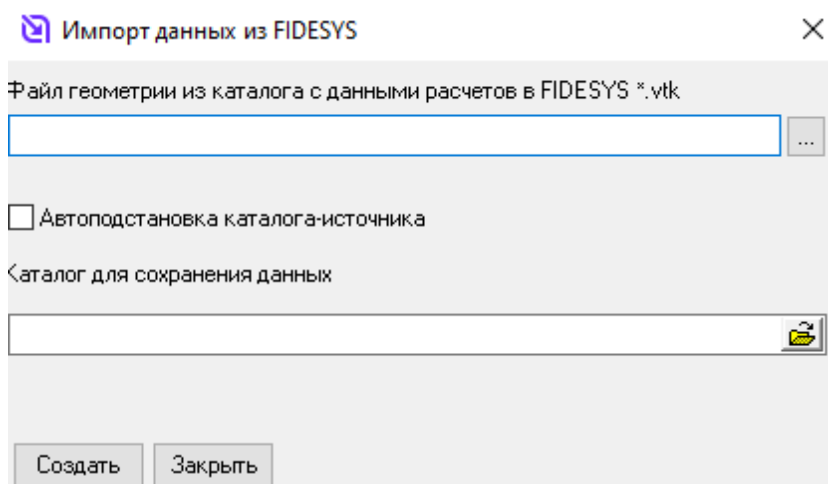 Импорт данных из FIDESYS
Файл геометрии из каталога с данными расчетов в FIDESYS *.vtk
...
Автоподстановка каталога-источника
Каталог для сохранения данных
Создать Закрыть